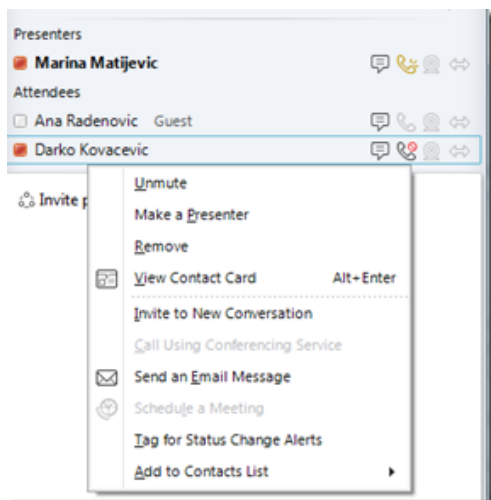 Presenters
Marina Matijevic
Attendees
Ana Radenovic Guest
Darko Kovacevic
Invite p
Unmute
Make a Presenter
Remove
View Contact Card Alt+Enter
Invite to New Conversation
Call Using Conferencing Service
Send an Email Message
Schedule a Meeting
Tag for Status Change Alerts
Add to Contacts List